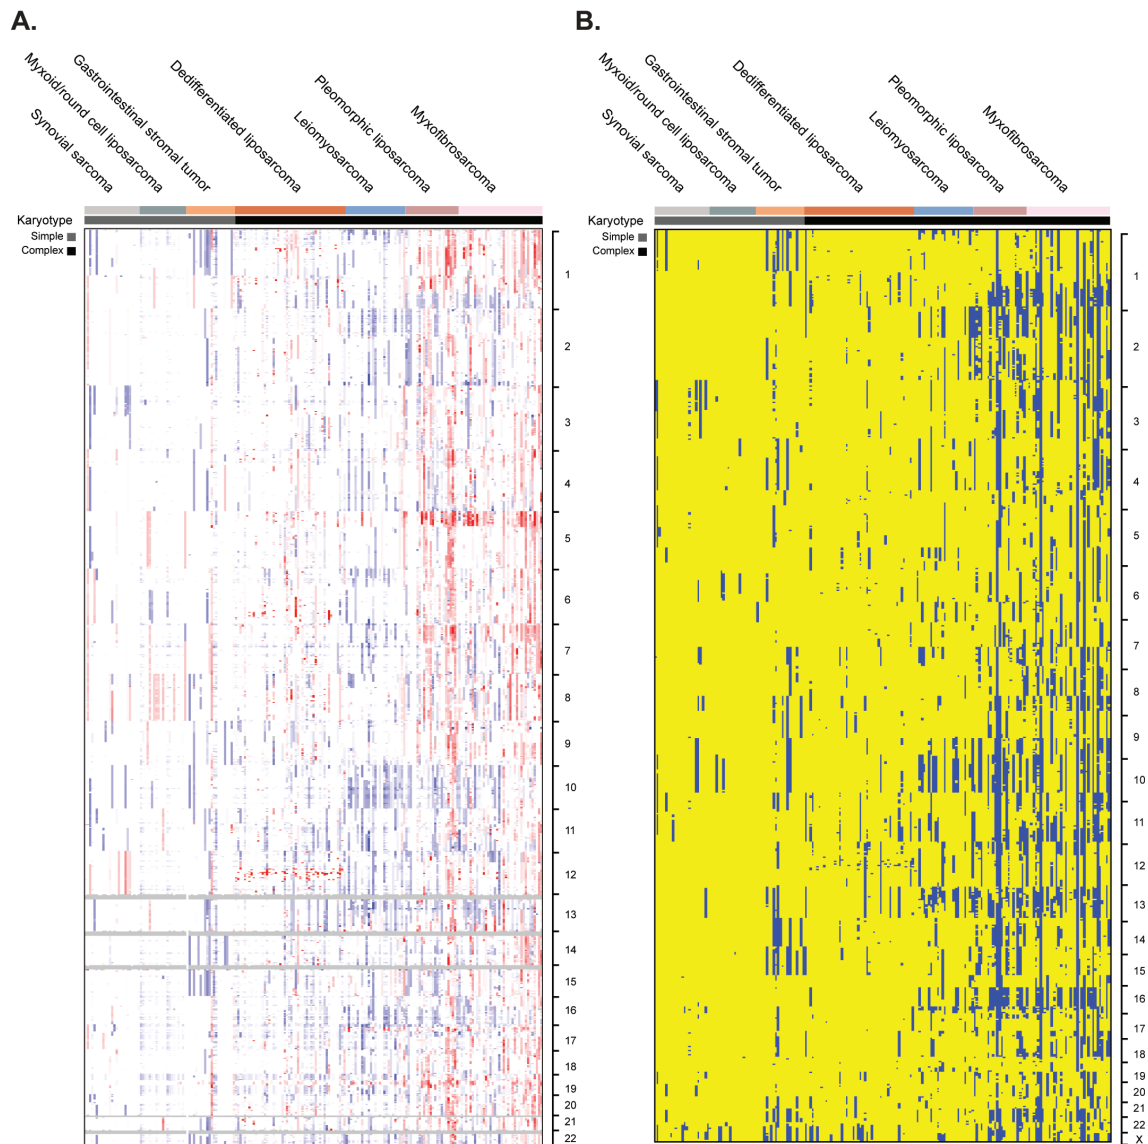 A.
Synovial sarcoma
Myxoid/round cell liposarcoma
Gastrointestinal stromal tumor
Dedifferentiated liposarcoma
Leiomyosarcoma
Pleomorphic liposarcoma
Myxofibrosarcoma
Karyotype
Simple
Complex
1
2
3
4
5
6
7
8
9
10
11
12
13
14
15
16
17
18
19
20
21
22
B.
Synovial sarcoma
Myxoid/round cell liposarcoma
Gastrointestinal stromal tumor
Dedifferentiated liposarcoma
Leiomyosarcoma
Pleomorphic liposarcoma
Myxofibrosarcoma
Karyotype
Simple
Complex
1
2
3
4
5
6
7
8
9
10
11
12
13
14
15
16
17
18
19
20
21
22
X